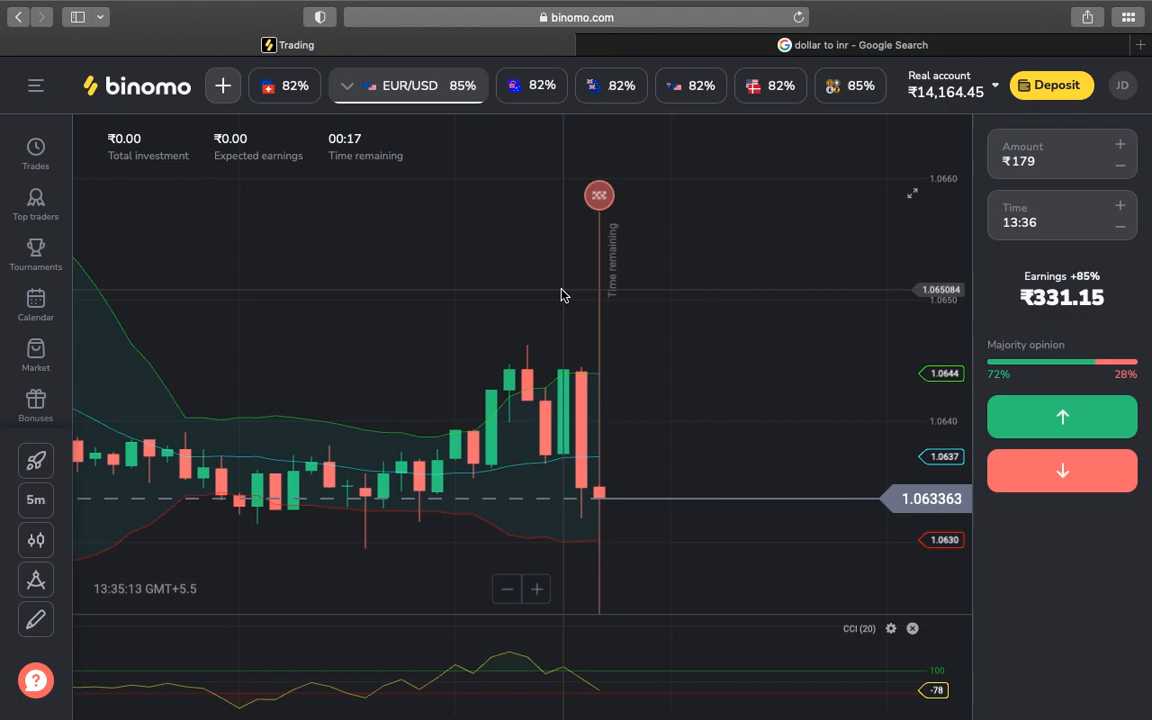 binomo.com
Trading
dollar to inr - Google Search
binomo
82%
EUR/USD 85%
82%
82%
82%
82%
85%
Real account
₹14,164.45
Deposit
JD
Trades
Top traders
Tournaments
Calendar
Market
Bonuses
5m
₹0.00
Total investment
₹0.00
Expected earnings
00:17
Time remaining
Time remaining
1.0660
1.065084
1.0650
1.0644
1.0640
1.0637
1.063363
1.0630
13:35:13 GMT+5.5
CCI (20)
100
-78
Amount
₹179
Time
13:36
Earnings +85%
₹331.15
Majority opinion
72%
28%